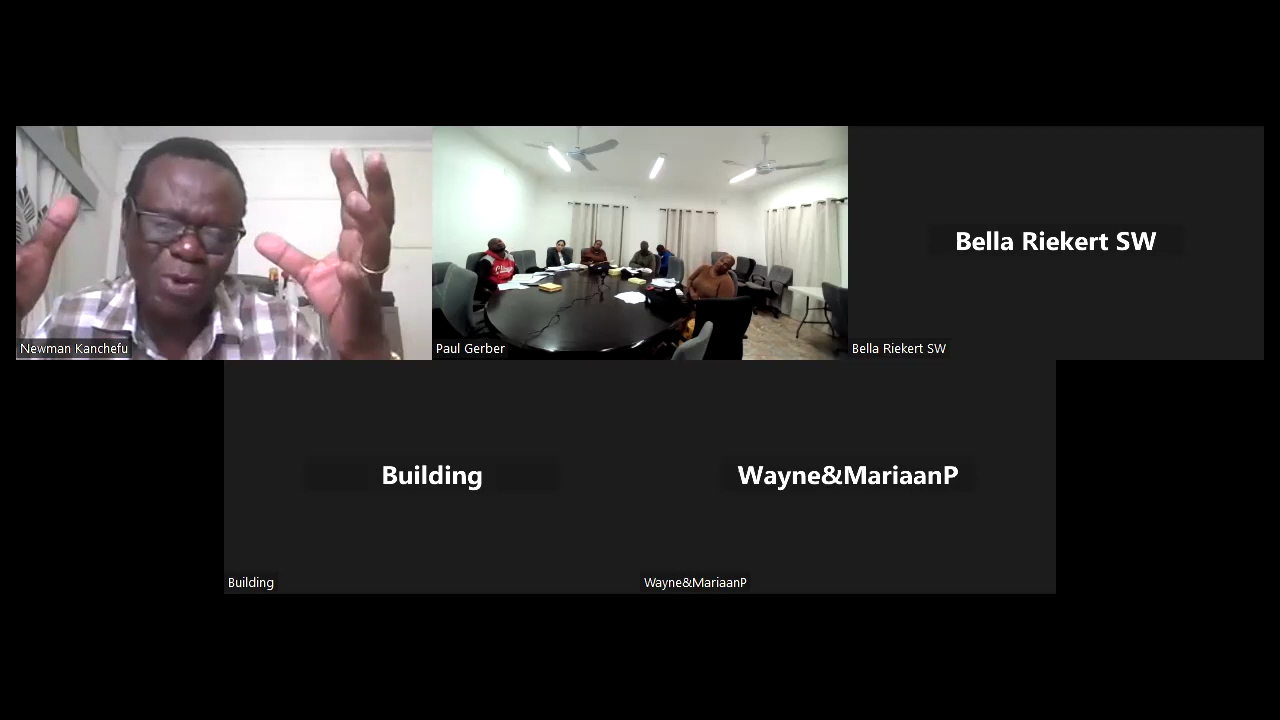 Newman Kanchefu
Paul Gerber
Bella Riekert SW
Bella Riekert SW
Building
Building
Wayne&MariaanP
Wayne&MariaanP